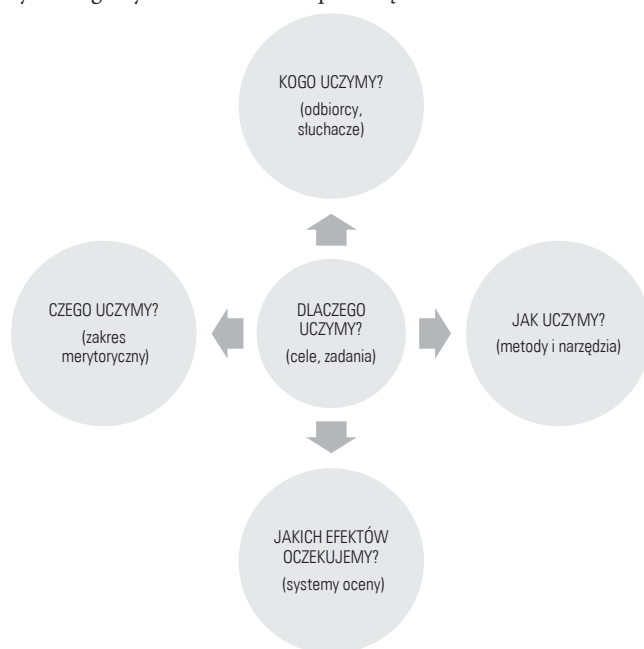 KOGO UCZYMY?
(odbiorcy,
słuchacze)
CZEGO UCZYMY?
(zakres
merytoryczny)
DLACZEGO
UCZYMY?
(cele, zadania)
JAK UCZYMY?
(metody i narzędzia)
JAKICH EFEKTÓW
OCZEKUJEMY?
(systemy oceny)